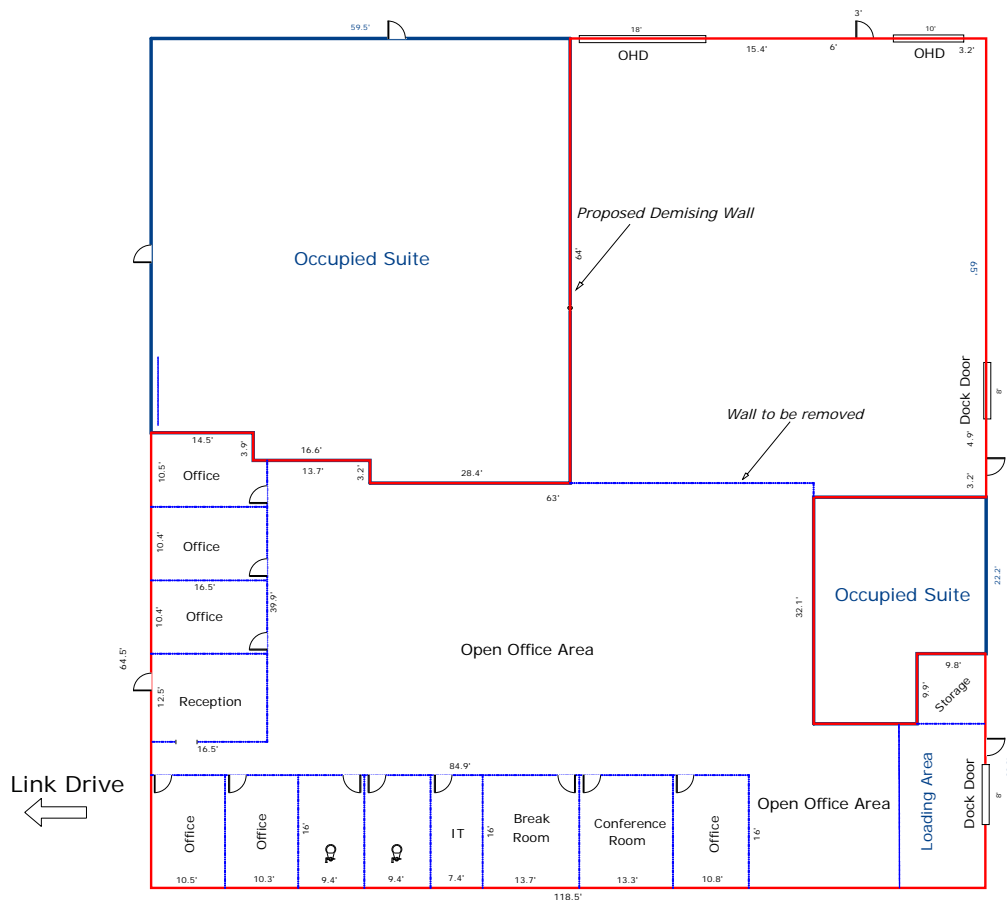 3'
59.5'
18'
10'
OHD
15.4'
6'
OHD
3.2'
Proposed Demising Wall
64'
Occupied Suite
65'
Dock Door
8'
Wall to be removed
4.9'
14.5'
3.9'
16.6'
10.5'
Office
13.7'
3.2'
28.4'
3.2'
63'
10.4'
Office
22.2'
16.5'
39.9'
Occupied Suite
10.4'
Office
32.1'
Open Office Area
64.5'
9.8'
12.5'
Reception
9.9'
Storage
16.5'
84.9'
Link Drive
Open Office Area
Loading Area
Dock Door
8'
Office
Office
16'
IT
16'
Break
Room
Conference
Room
Office
16'
10.5'
10.3'
9.4'
9.4'
7.4'
13.7'
13.3'
10.8'
118.5'